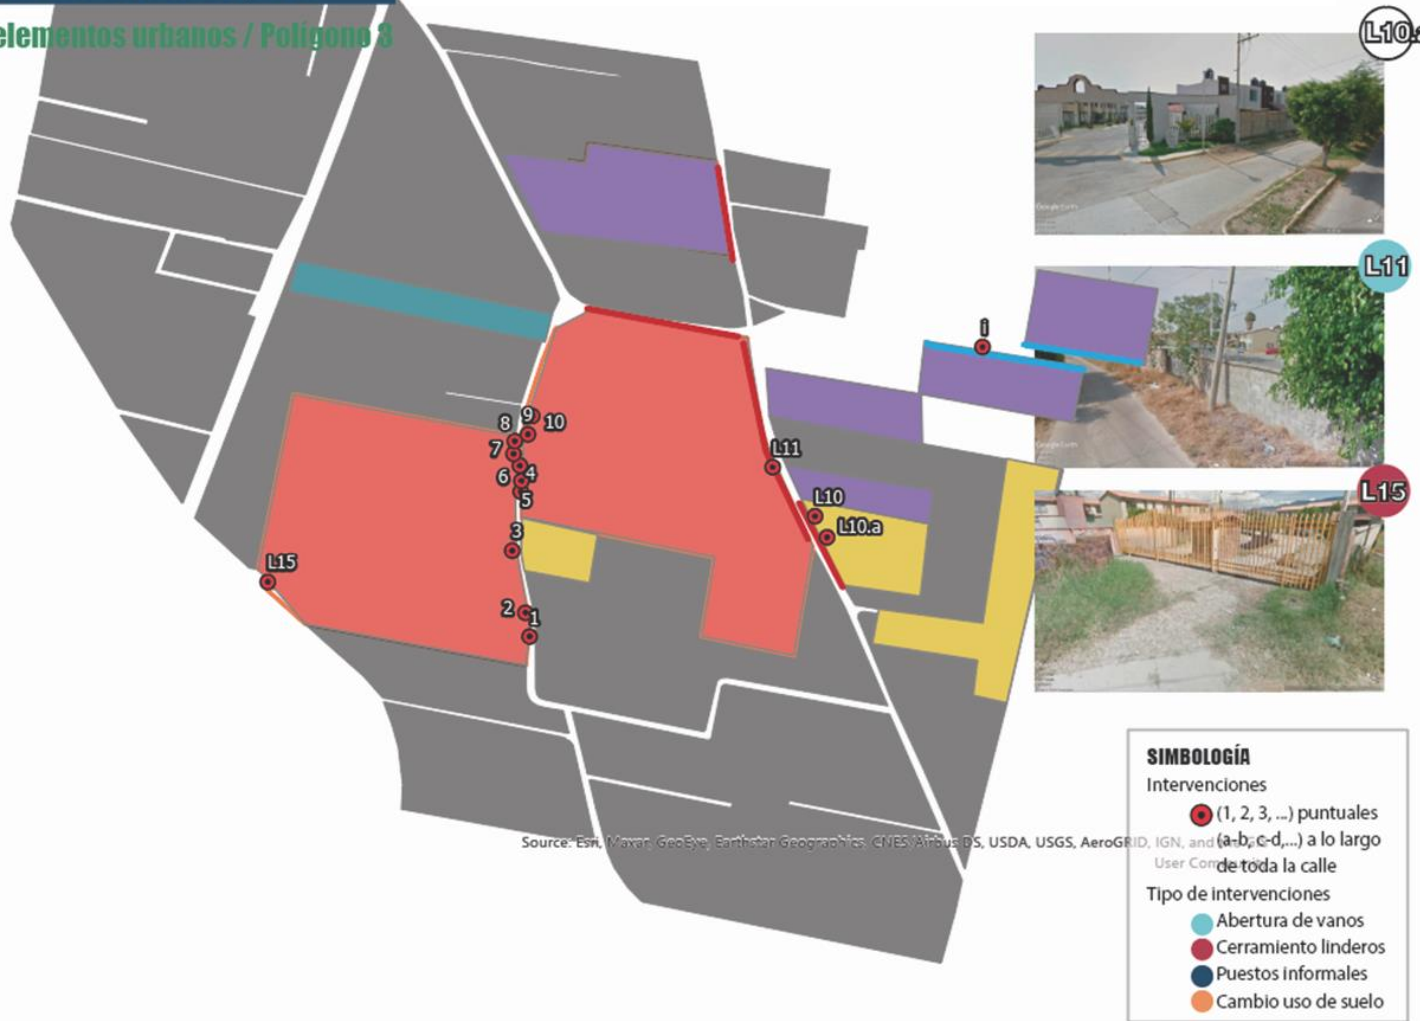 elementos urbanos / Polígono 3
L10.a
L11
i
L15
9
8
10
7
4
6
5
L11
L10
L10.a
3
L15
2
1
SIMBOLOGÍA
Intervenciones
(1, 2, 3, ...) puntuales
(a-b, c-d,...) a lo largo
de toda la calle
Source: Esri, Maxar, GeoEye, Earthstar Geographics, CNES/Airbus DS, USDA, USGS, AeroGRID, IGN, and
User
Tipo de intervenciones
Abertura de vanos
Cerramiento linderos
Puestos informales
Cambio uso de suelo